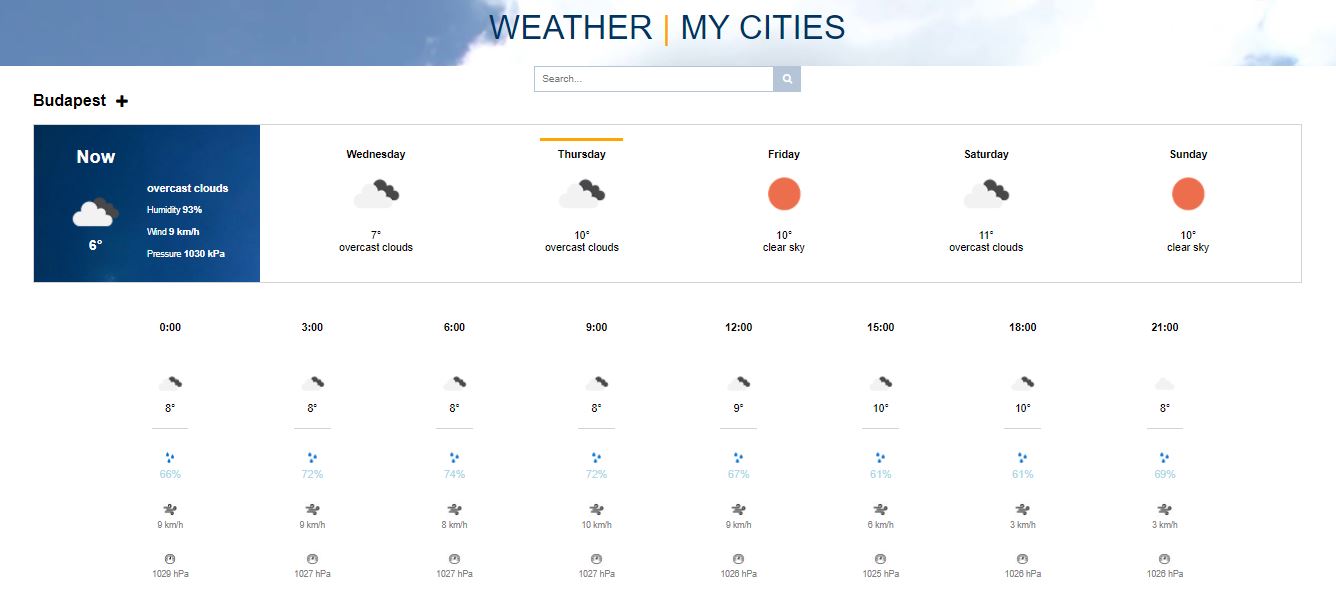 WEATHER | MY CITIES
Search...
Budapest +
Now
overcast clouds
Humidity 93%
Wind 9 km/h
6°
Pressure 1030 kPa
Wednesday Thursday Friday Saturday Sunday
7° 10° 10° 11° 10°
overcast clouds overcast clouds clear sky overcast clouds clear sky
0:00 3:00 6:00 9:00 12:00 15:00 18:00 21:00
8° 8° 8° 8° 9° 10° 10° 8°
66% 72% 74% 72% 67% 61% 61% 69%
9 km/h 9 km/h 8 km/h 10 km/h 9 km/h 6 km/h 3 km/h 3 km/h
1029 hPa 1027 hPa 1027 hPa 1027 hPa 1026 hPa 1025 hPa 1026 hPa 1026 hPa